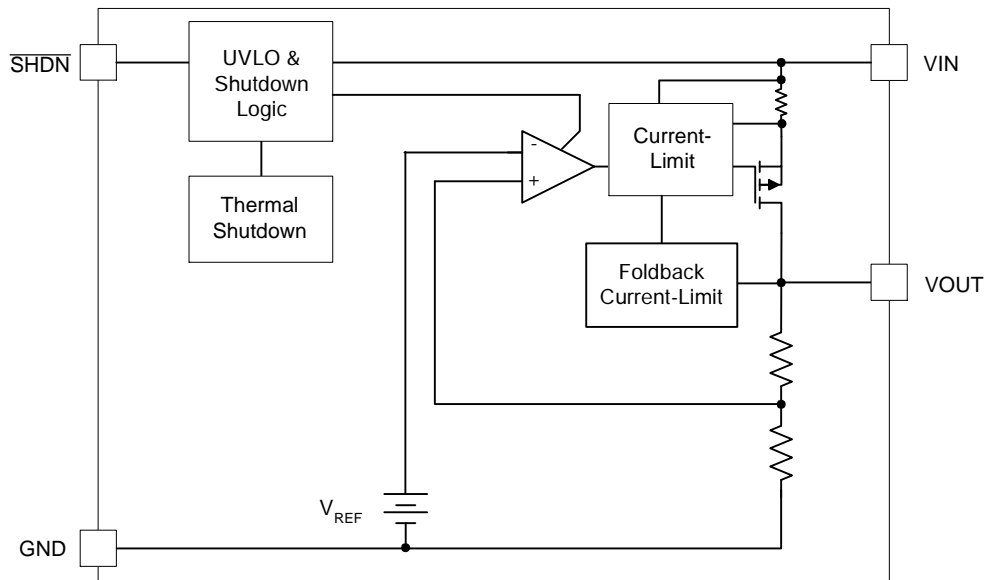 SHDN
UVLO &
Shutdown
Logic
VIN
Current-
Limit
-
+
Thermal
Shutdown
Foldback
Current-Limit
VOUT
VREF
GND